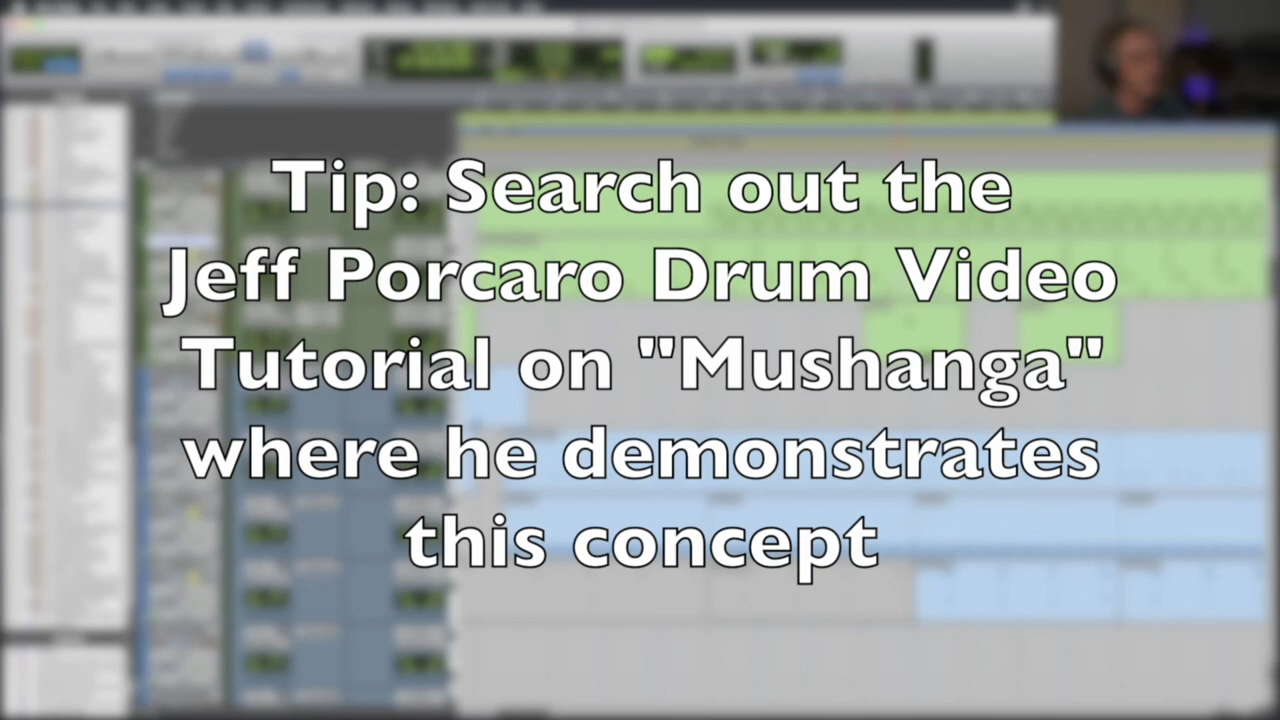 Tip: Search out the
Jeff Porcaro Drum Video
Tutorial on "Mushanga"
where he demonstrates
this concept